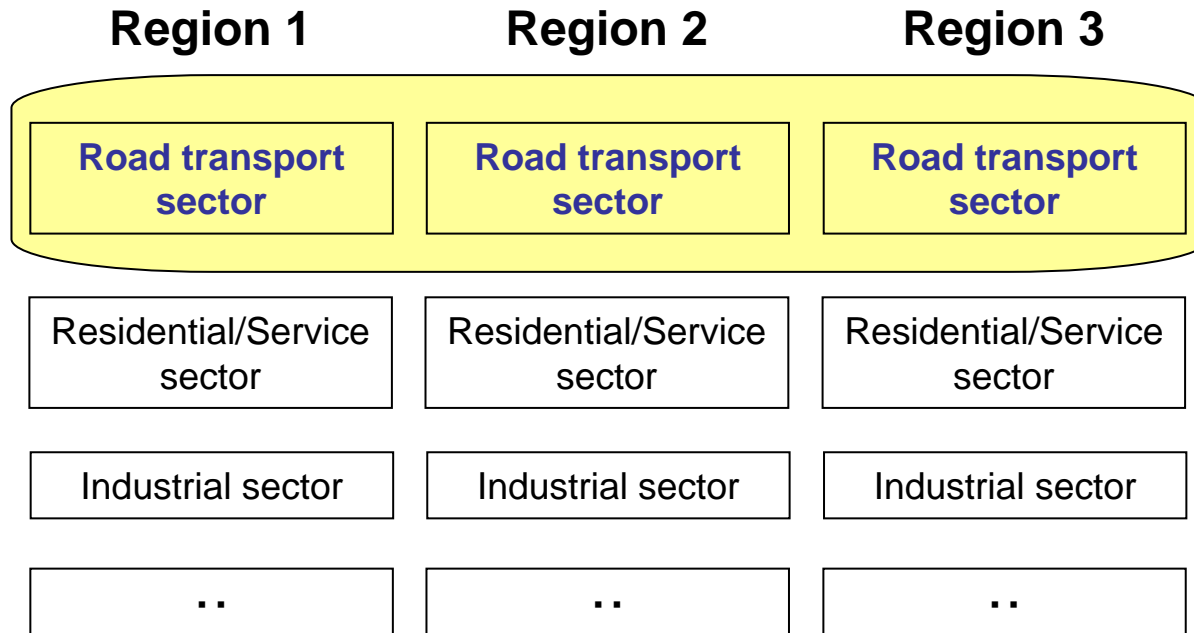 Region 1 Region 2 Region 3
Road transport Road transport Road transport
sector sector sector
Residential/Service Residential/Service Residential/Service
sector sector sector
Industrial sector Industrial sector Industrial sector
.. .. ..